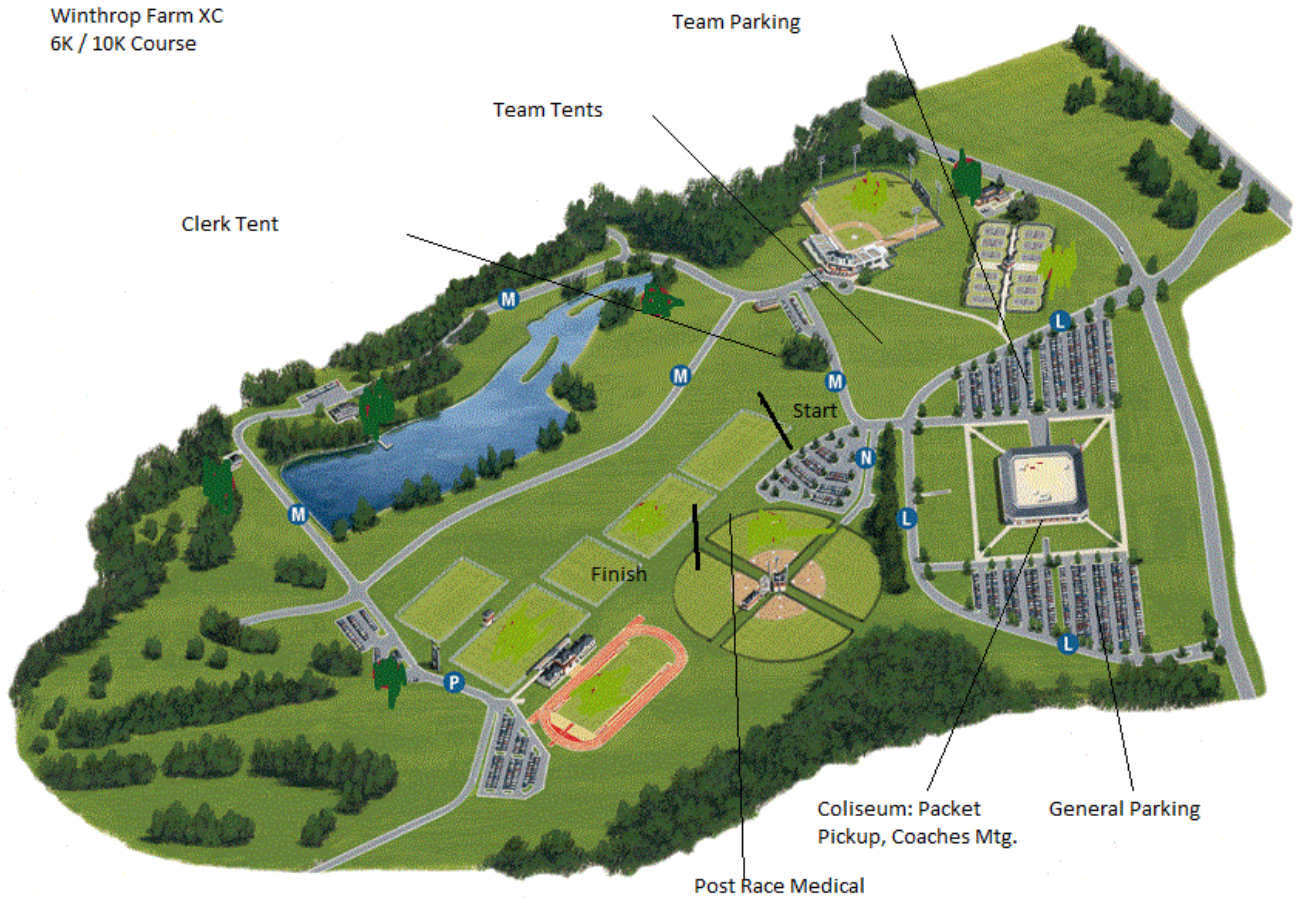 Winthrop Farm XC
6K / 10K Course
Team Parking
Team Tents
Clerk Tent
M
L
M
M
Start
N
M
L
Finish
L
P
Coliseum: Packet
Pickup, Coaches Mtg.
General Parking
Post Race Medical